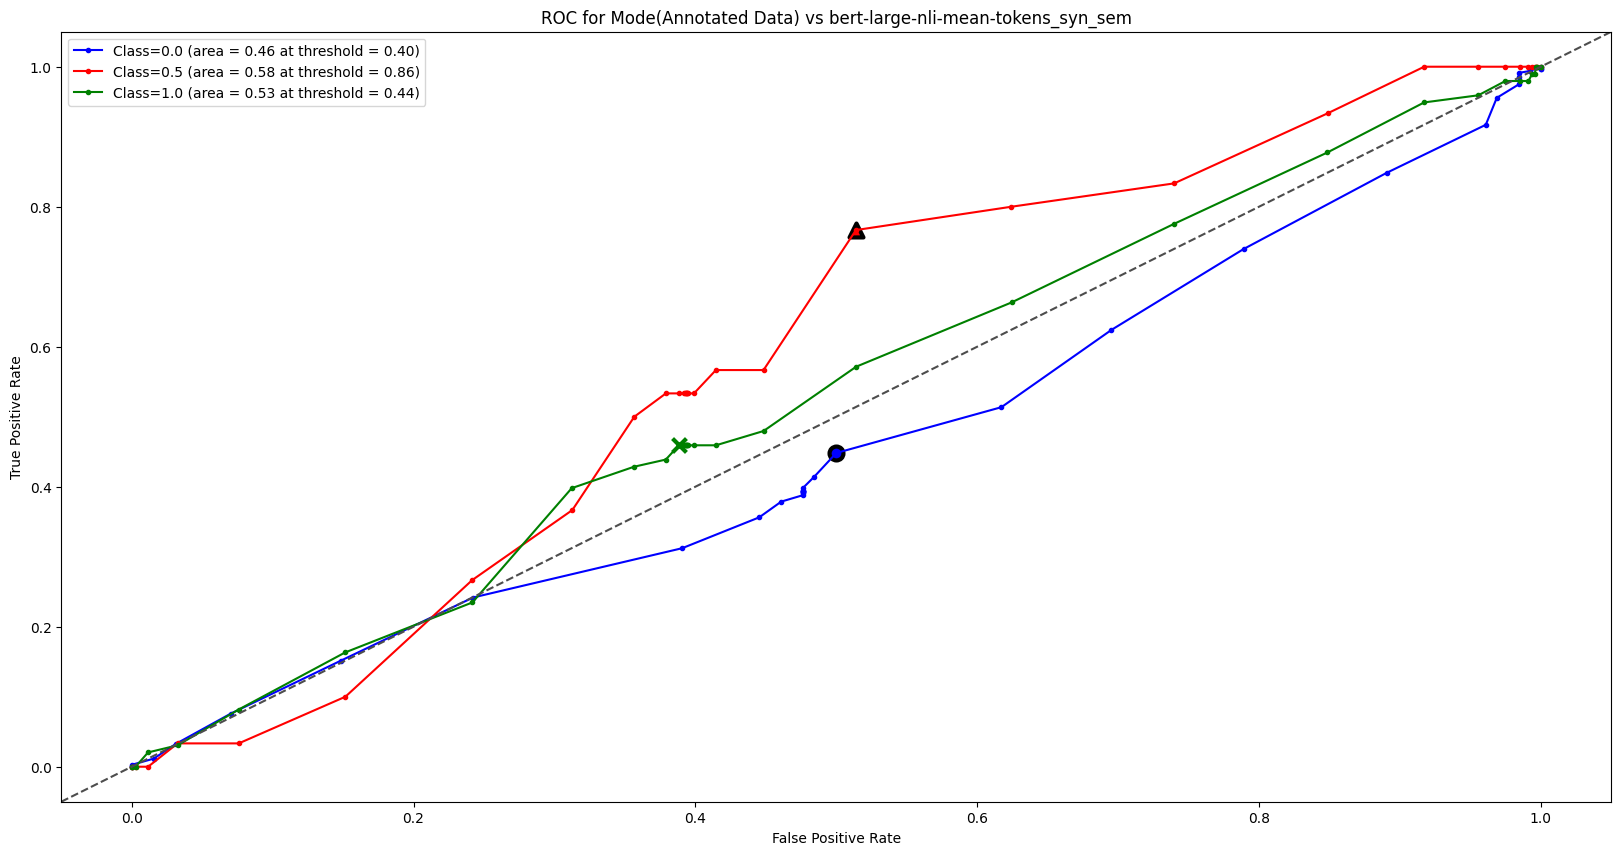 ROC for Mode(Annotated Data) vs bert-large-nli-mean-tokens_syn_sem
Class=0.0 (area = 0.46 at threshold = 0.40)
Class=0.5 (area = 0.58 at threshold = 0.86)
Class=1.0 (area = 0.53 at threshold = 0.44)
True Positive Rate
1.0
0.8
0.6
0.4
0.2
0.0
0.0 0.2 0.4 0.6 0.8 1.0
False Positive Rate